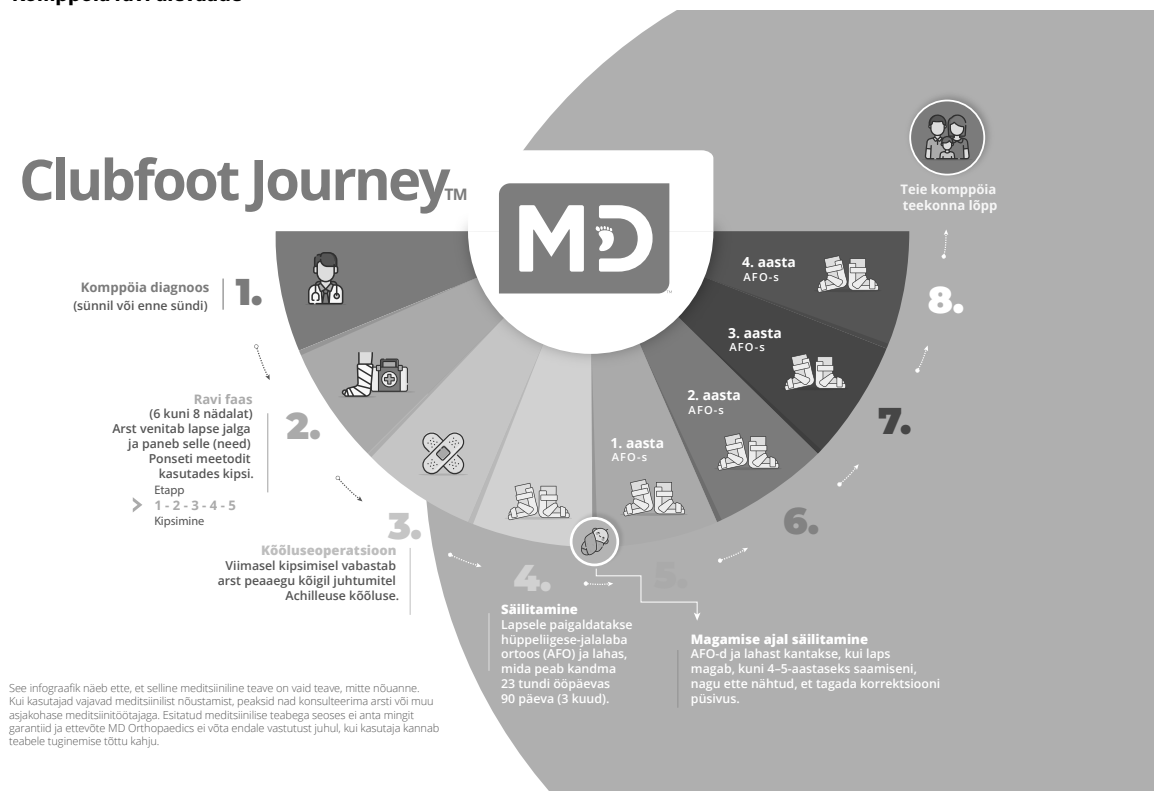 Clubfoot Journey™
MD
1.
Komppöia diagnoos
(sünnil või enne sündi)
2.
Ravi faas
(6 kuni 8 nädalat)
Arst venitab lapse jalga
ja paneb selle (need)
Ponseti meetodit
kasutades kipsi.
Etapp
> 1 - 2 - 3 - 4 - 5
Kipsimine
3.
Kõõluseoperatsioon
Viimasel kipsimisel vabastab
arst peaaegu kõigil juhtumitel
Achilleuse kõõluse.
4.
Säilitamine
Lapsele paigaldatakse
hüppeliigese-jalalaba
ortoos (AFO) ja lahas,
mida peab kandma
23 tundi ööpäevas
90 päeva (3 kuud).
5.
Magamise ajal säilitamine
AFO-d ja lahast kantakse, kui laps
magab, kuni 4–5-aastaseks saamiseni,
nagu ette nähtud, et tagada korrektsiooni
püsivus.
1. aasta
AFO-s
6.
2. aasta
AFO-s
7.
3. aasta
AFO-s
8.
4. aasta
AFO-s
Teie komppöia
teekonna lõpp
See infograafik näeb ette, et selline meditsiiniline teave on vaid teave, mitte nõuanne.
Kui kasutajad vajavad meditsiinilist nõustamist, peaksid nad konsulteerima arsti või muu
asjakohase meditsiinitöötajaga. Esitatud meditsiinilise teabega seoses ei anta mingit
garantiid ja ettevõte MD Orthopaedics ei võta endale vastutust juhul, kui kasutaja kannab
teabele tuginemise tõttu kahju.